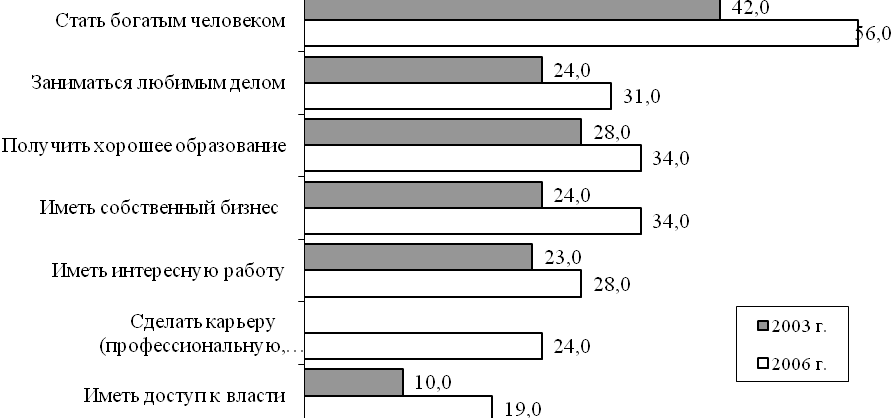 Стать богатым человеком
42,0
56,0
Заниматься любимым делом
24,0
31,0
Получить хорошее образование
28,0
34,0
Иметь собственный бизнес
24,0
34,0
Иметь интересную работу
23,0
28,0
Сделать карьеру
(профессиональную,…
24,0
2003 г.
2006 г.
Иметь доступ к власти
10,0
19,0